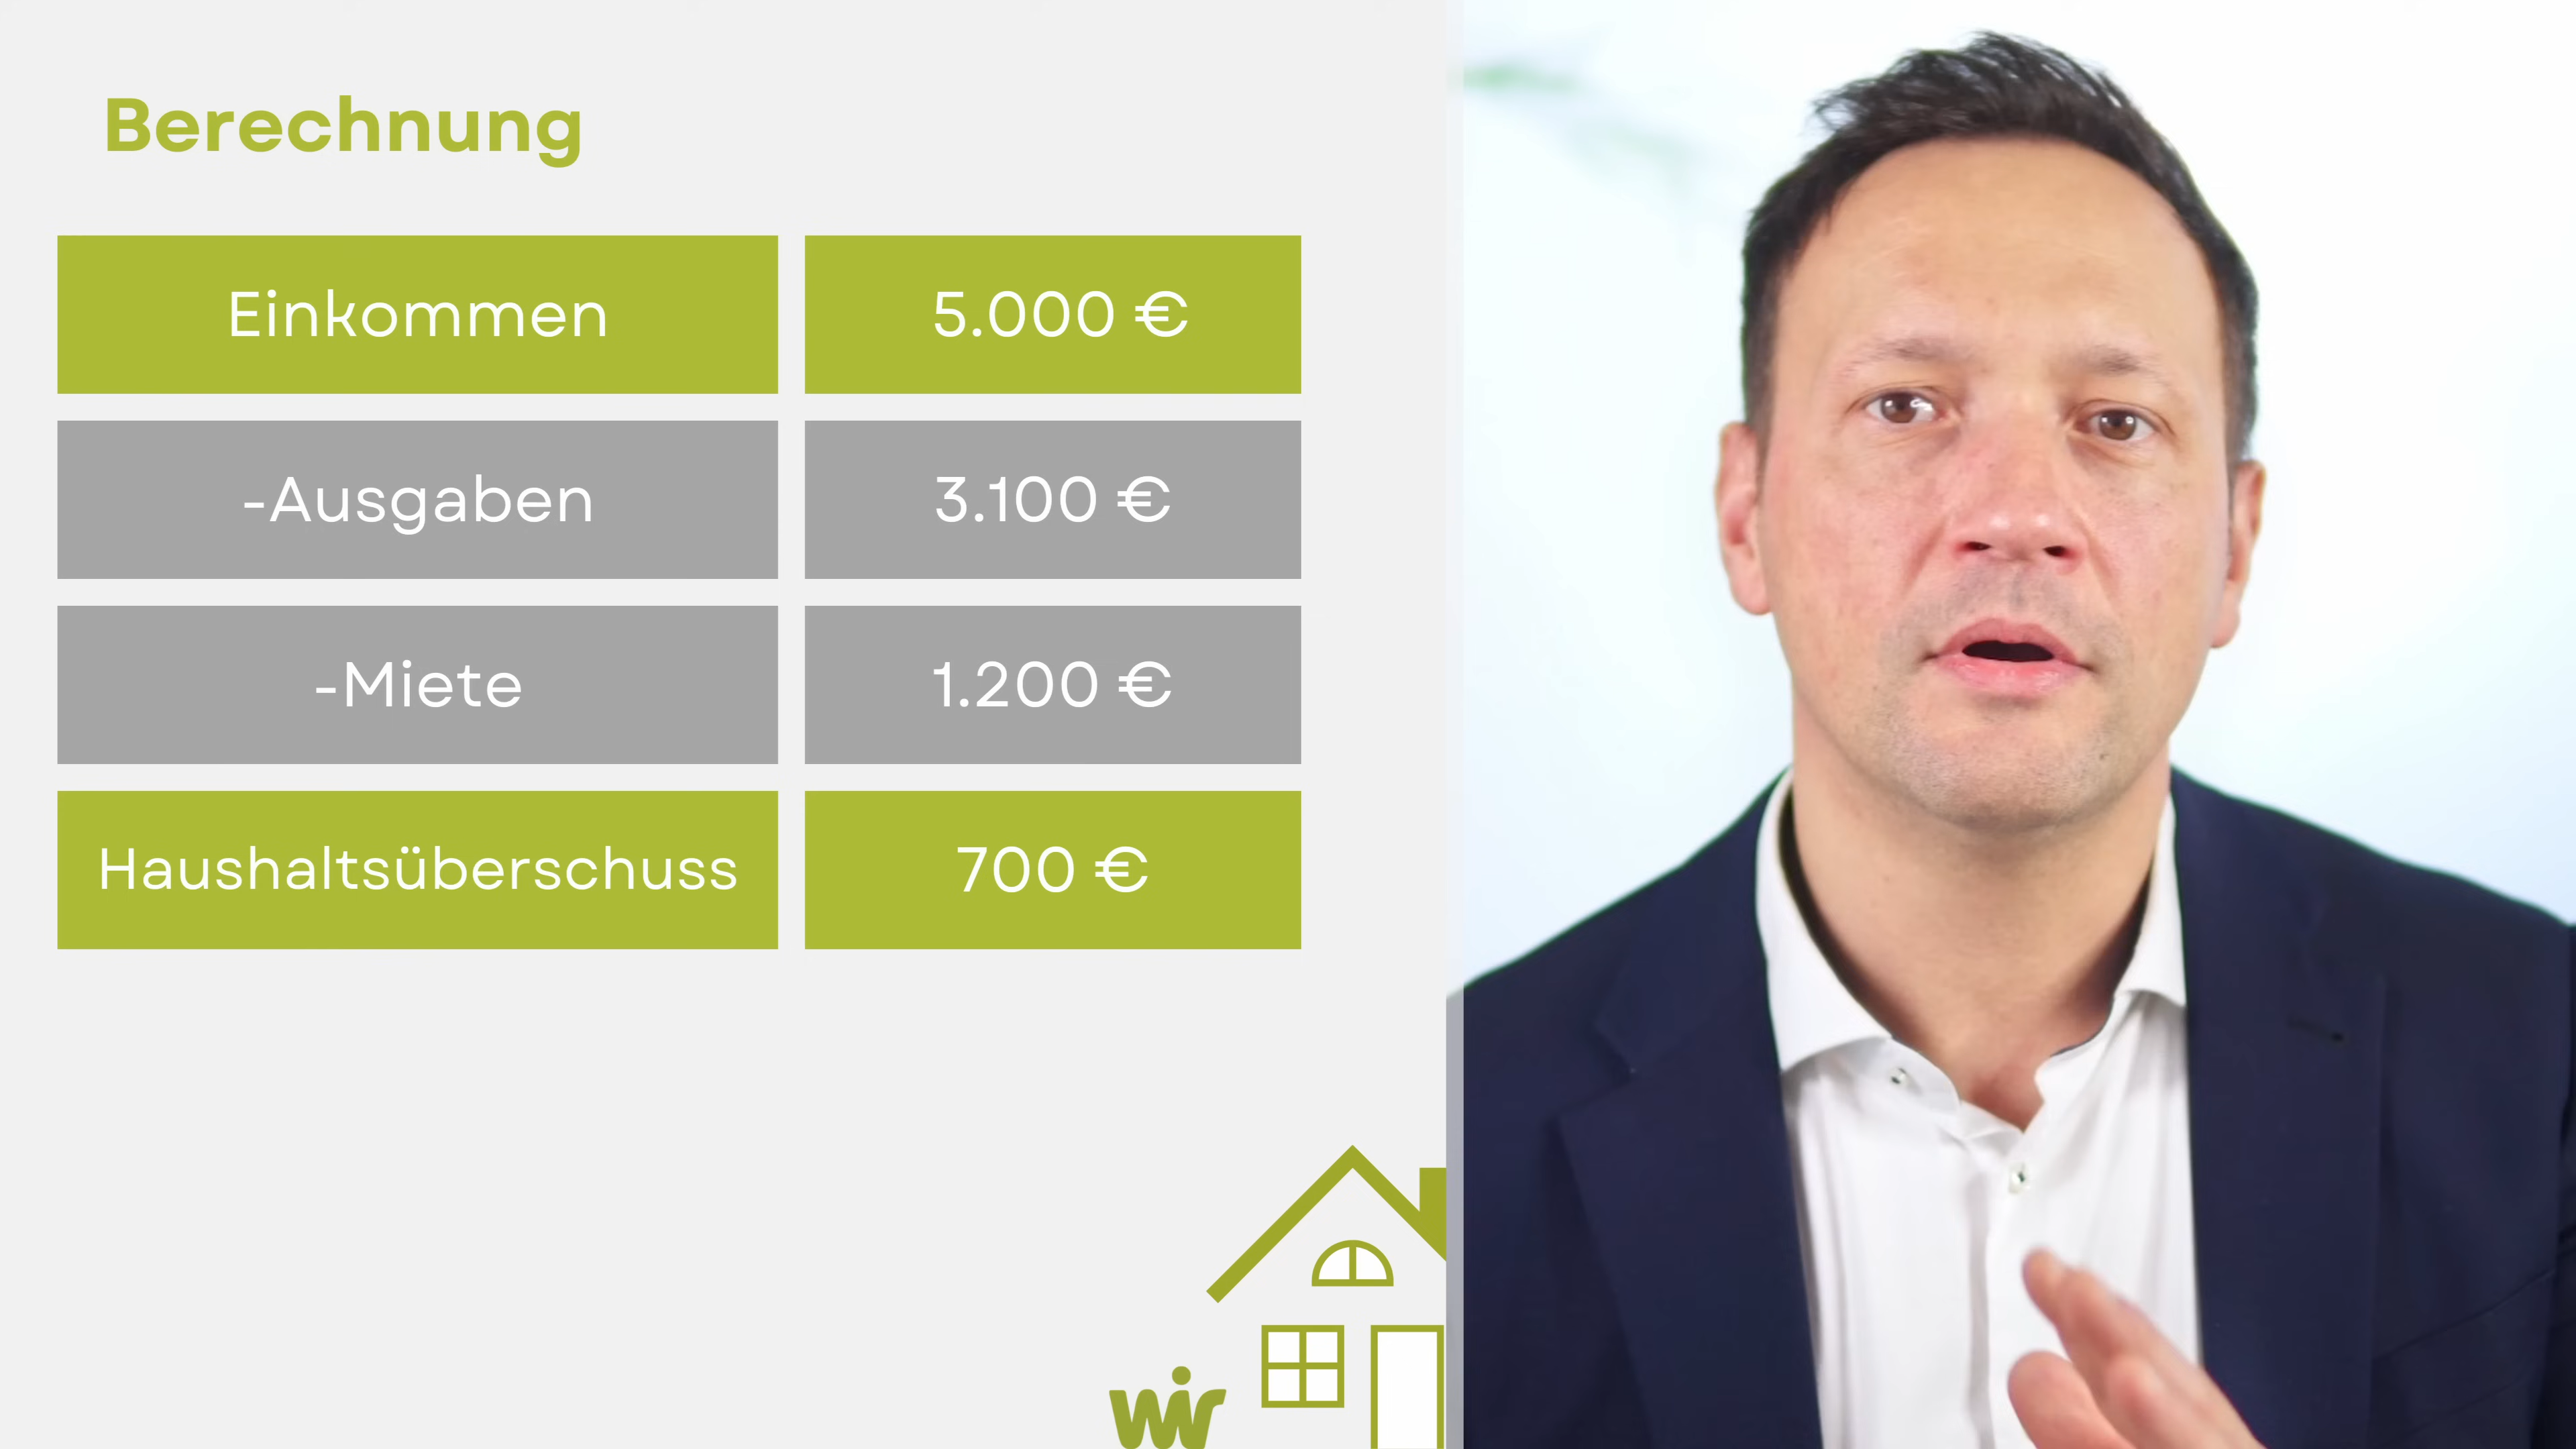 Berechnung
Einkommen 5.000 €
-Ausgaben 3.100 €
-Miete 1.200 €
Haushaltsüberschuss 700 €
wir